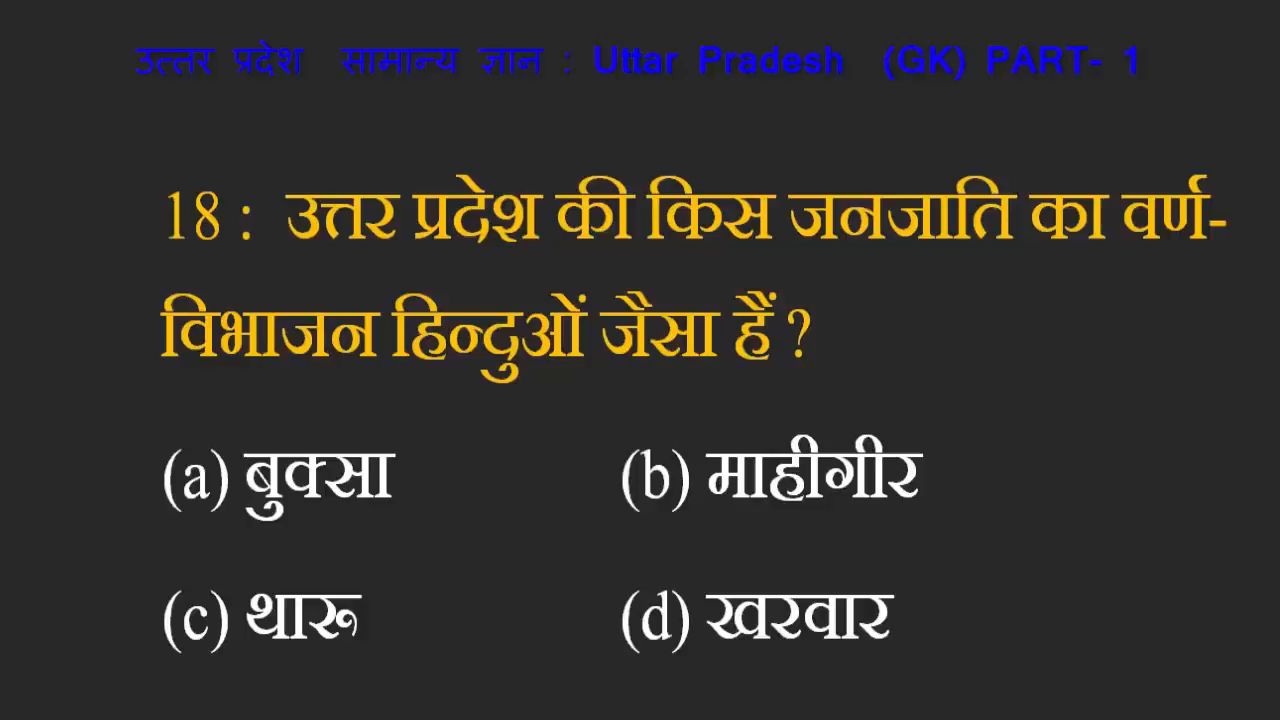 उत्तर प्रदेश सामान्य ज्ञान : Uttar Pradesh (GK) PART- 1
18 : उत्तर प्रदेश की किस जनजाति का वर्ण-
विभाजन हिन्दुओं जैसा हैं ?
(a) बुक्सा (b) माहीगीर
(c) थारू (d) खरवार